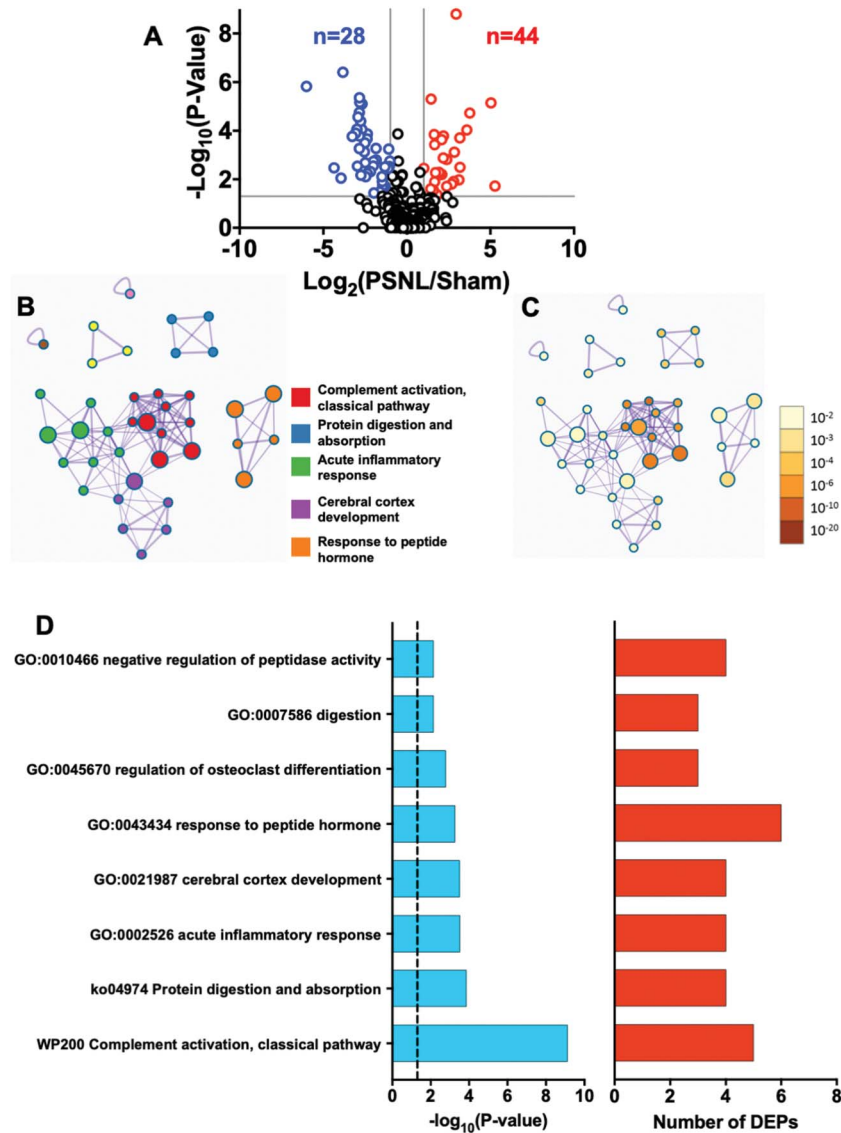 A
n=28
n=44
8
6
4
2
0
-Log10(P-Value)
-10
-5
0
5
10
Log2(PSNL/Sham)
B
Complement activation,
classical pathway
Protein digestion and
absorption
Acute inflammatory
response
Cerebral cortex
development
Response to peptide
hormone
C
10-2
10-3
10-4
10-6
10-10
10-20
D
GO:0010466 negative regulation of peptidase activity
GO:0007586 digestion
GO:0045670 regulation of osteoclast differentiation
GO:0043434 response to peptide hormone
GO:0021987 cerebral cortex development
GO:0002526 acute inflammatory response
ko04974 Protein digestion and absorption
WP200 Complement activation, classical pathway
0 2 4 6 8 10
-log10(P-value)
0 2 4 6 8
Number of DEPs